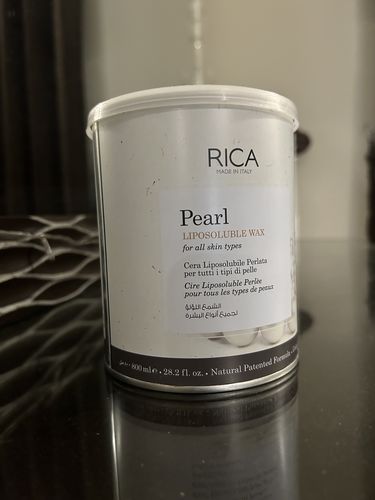 RICA
MADE IN ITALY
Pearl
LIPOSOLUBLE WAX
for all skin types
Cera Liposolubile Perlata
per tutti i tipi di pelle
Cire Liposoluble Perlée
pour tous les types de peaux
الشمع اللؤلؤ
لجميع أنواع البشرة
800 ml e • 28.2 fl. oz. • Natural Patented Formula •